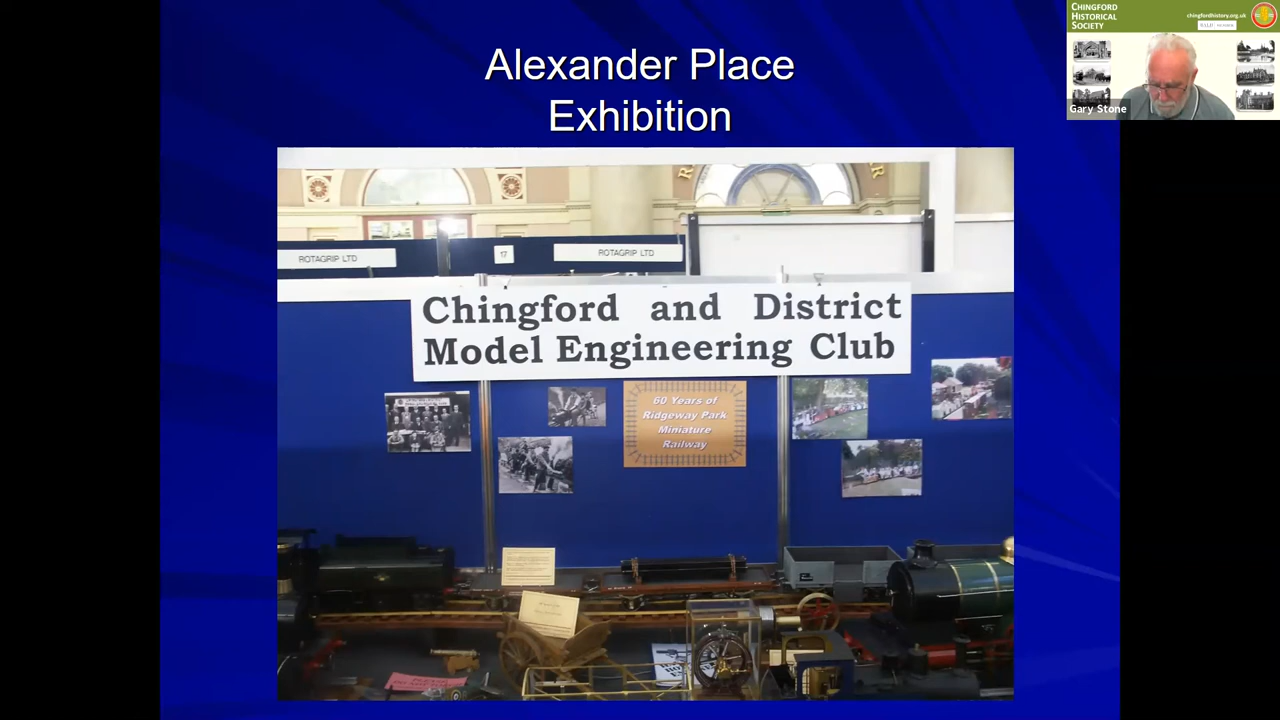 Alexander Place
Exhibition
CHINGFORD
HISTORICAL
SOCIETY
chingfordhistory.org.uk
Gary Stone
ROTAGRIP LTD
17
ROTAGRIP LTD
Chingford and District
Model Engineering Club
60 Years of
Ridgeway Park
Miniature
Railway
PLEASE